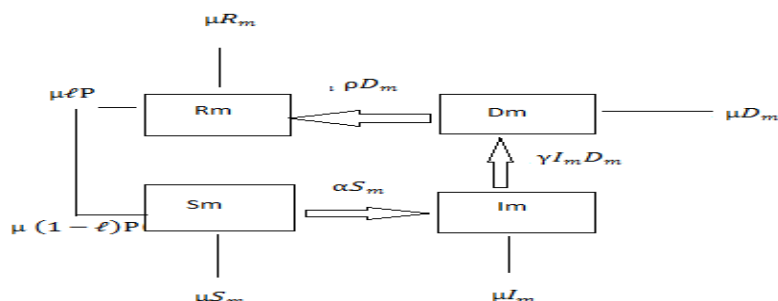 μR_m
μℓP
Rm
: ρD_m
Dm
μD_m
γI_mD_m
αS_m
Sm
Im
μ (1 − ℓ)P
μS_m
μI_m